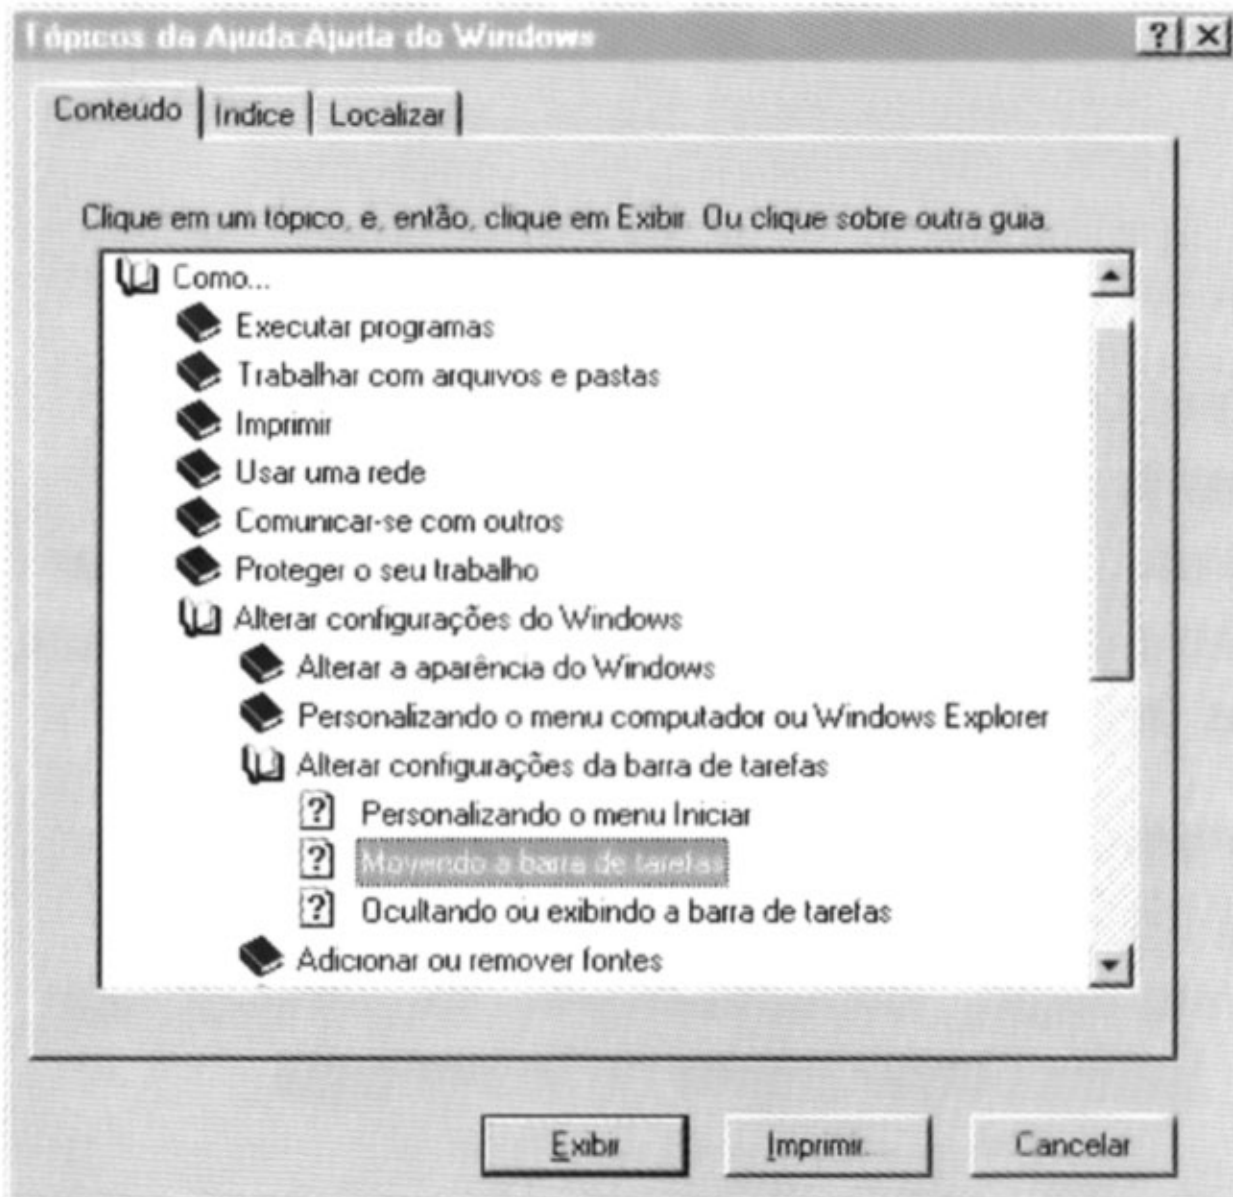 Tópicos da Ajuda:Ajuda do Windows
Conteúdo Índice Localizar
Clique em um tópico, e, então, clique em Exibir. Ou clique sobre outra guia.
Como...
Executar programas
Trabalhar com arquivos e pastas
Imprimir
Usar uma rede
Comunicar-se com outros
Proteger o seu trabalho
Alterar configurações do Windows
Alterar a aparência do Windows
Personalizando o menu computador ou Windows Explorer
Alterar configurações da barra de tarefas
Personalizando o menu Iniciar
Movendo a barra de tarefas
Ocultando ou exibindo a barra de tarefas
Adicionar ou remover fontes
Exibir Imprimir... Cancelar